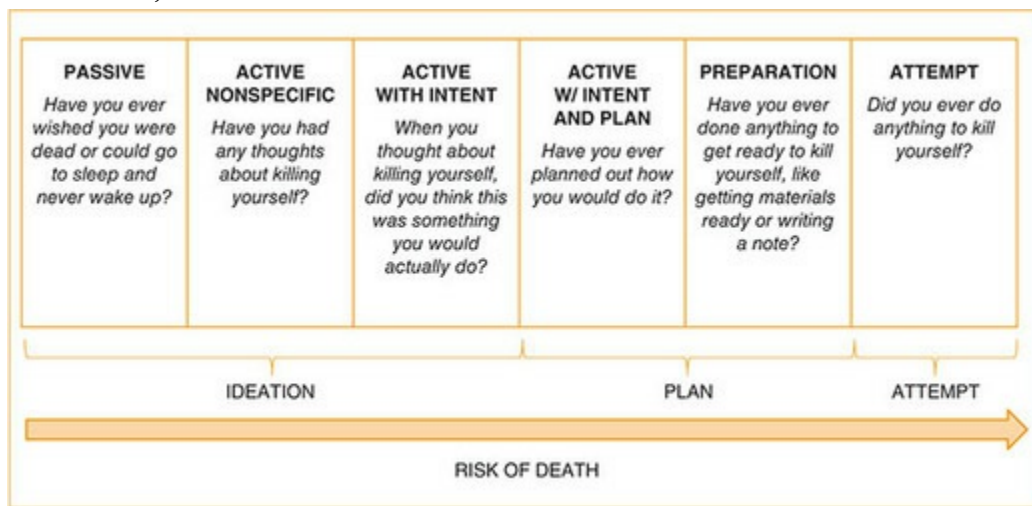 PASSIVE
Have you ever
wished you were
dead or could go
to sleep and
never wake up?
ACTIVE
NONSPECIFIC
Have you had
any thoughts
about killing
yourself?
ACTIVE
WITH INTENT
When you
thought about
killing yourself,
did you think this
was something
you would
actually do?
ACTIVE
W/ INTENT
AND PLAN
Have you ever
planned out how
you would do it?
PREPARATION
Have you ever
done anything to
get ready to kill
yourself, like
getting materials
ready or writing
a note?
ATTEMPT
Did you ever do
anything to kill
yourself?
IDEATION
PLAN
ATTEMPT
RISK OF DEATH